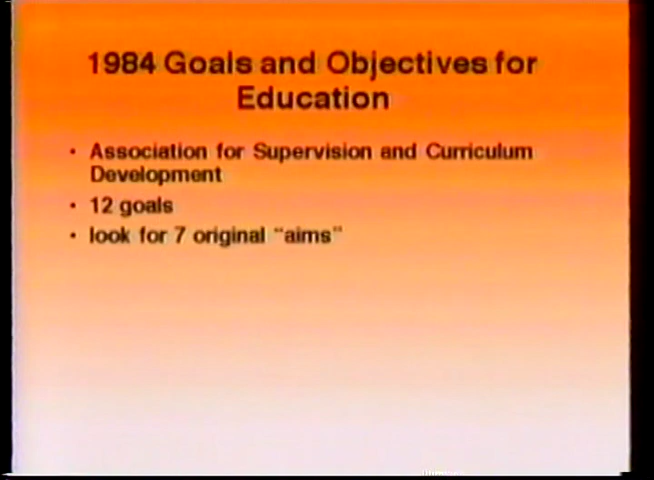 1984 Goals and Objectives for
Education
• Association for Supervision and Curriculum
Development
• 12 goals
• look for 7 original “aims”